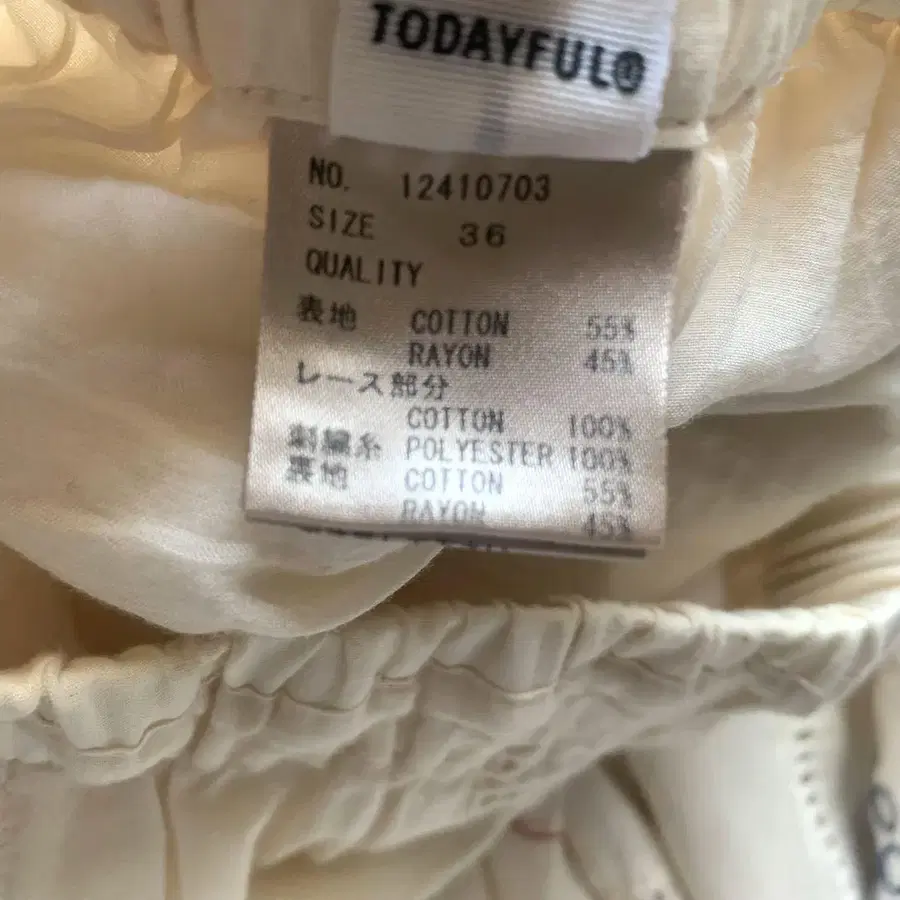 TODAYFUL®
NO. 12410703
SIZE 36
QUALITY
表地 COTTON 55%
RAYON 45%
レース部分
COTTON 100%
刺繍糸 POLYESTER 100%
裏地 COTTON 55%
RAYON 45%